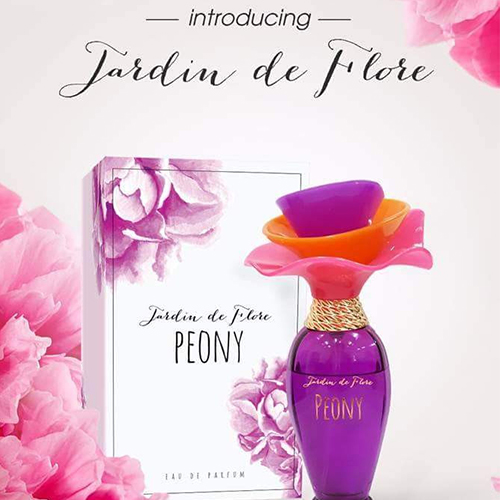 introducing
Jardin de Flore
Jardin de Flore
PEONY
EAU DE PARFUM
Jardin de Flore
PEONY